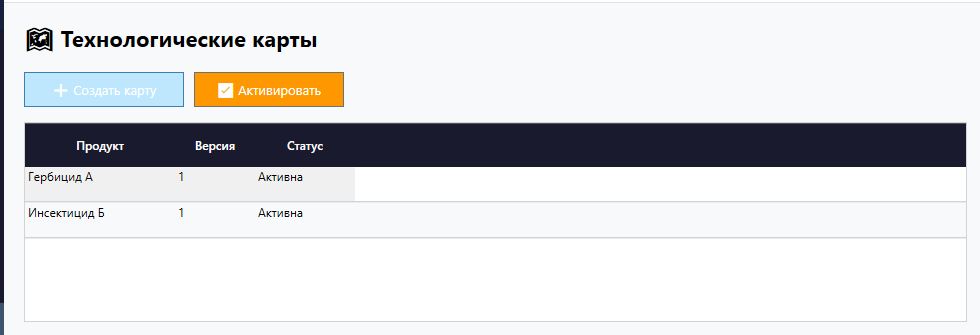 Технологические карты
Создать карту Активировать
Продукт Версия Статус
Гербицид А 1 Активна
Инсектицид Б 1 Активна